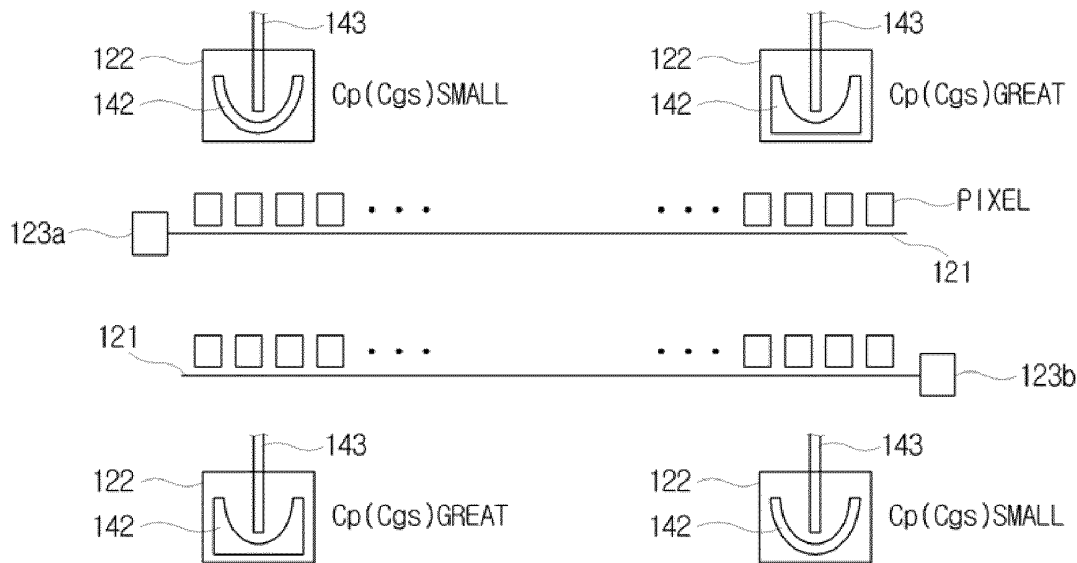 143 143
122 122
142 Cp(Cgs)SMALL 142 Cp(Cgs)GREAT
PIXEL
123a
121
121
123b
143 143
122 122
142 Cp(Cgs)GREAT 142 Cp(Cgs)SMALL